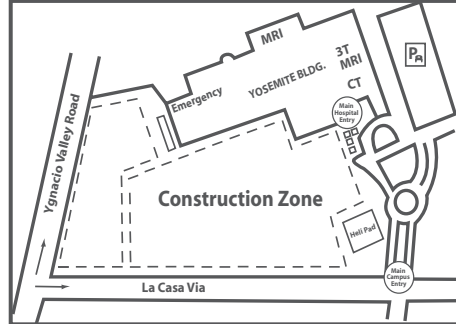 MRI
3T
MRI
CT
YOSEMITE BLDG.
Emergency
Main
Hospital
Entry
P
Ygnacio Valley Road
Construction Zone
Heli Pad
La Casa Via
Main
Campus
Entry